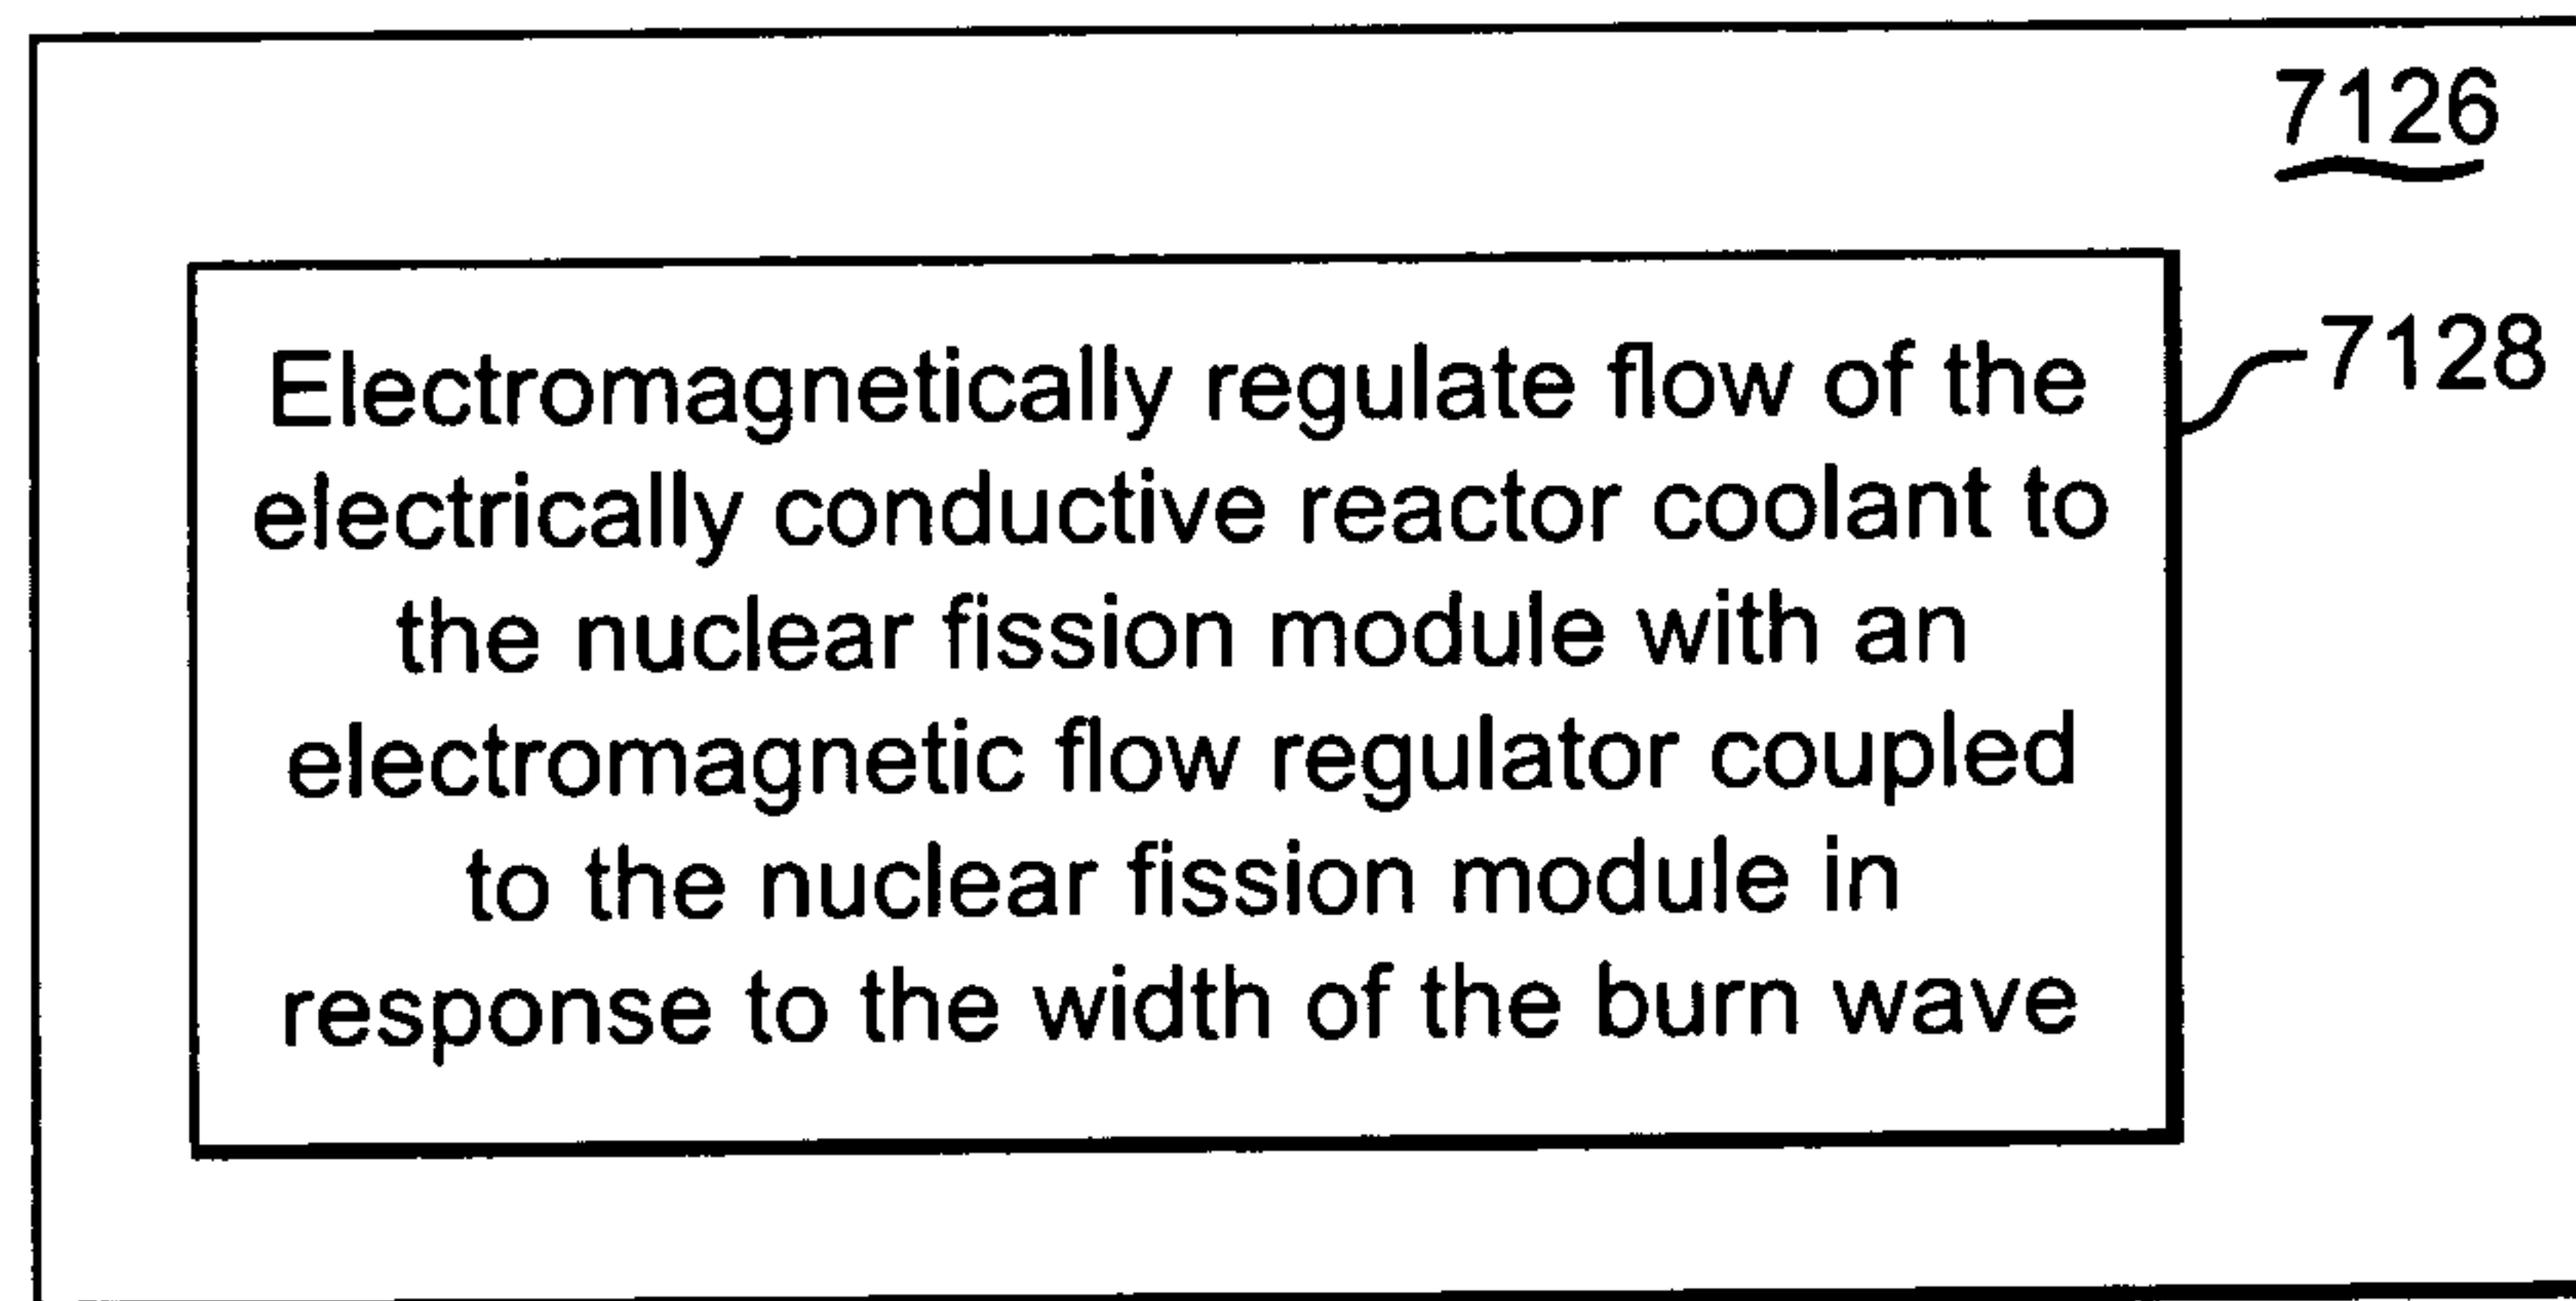 7126
Electromagnetically regulate flow of the
7128
electrically conductive reactor coolant to
the nuclear fission module with an
electromagnetic flow regulator coupled
to the nuclear fission module in
response to the width of the burn wave